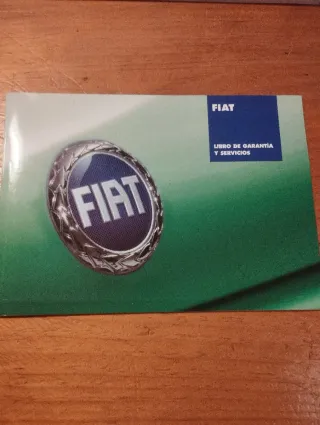 FIAT
LIBRO DE GARANTÍA
Y SERVICIOS
FIAT